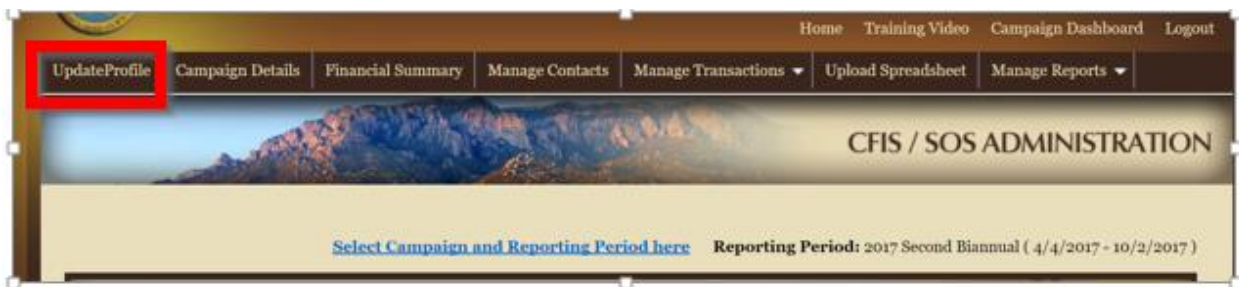 Home Training Video Campaign Dashboard Logout
UpdateProfile Campaign Details Financial Summary Manage Contacts Manage Transactions Upload Spreadsheet Manage Reports
CFIS / SOS ADMINISTRATION
Select Campaign and Reporting Period here Reporting Period: 2017 Second Biannual ( 4/4/2017 - 10/2/2017 )